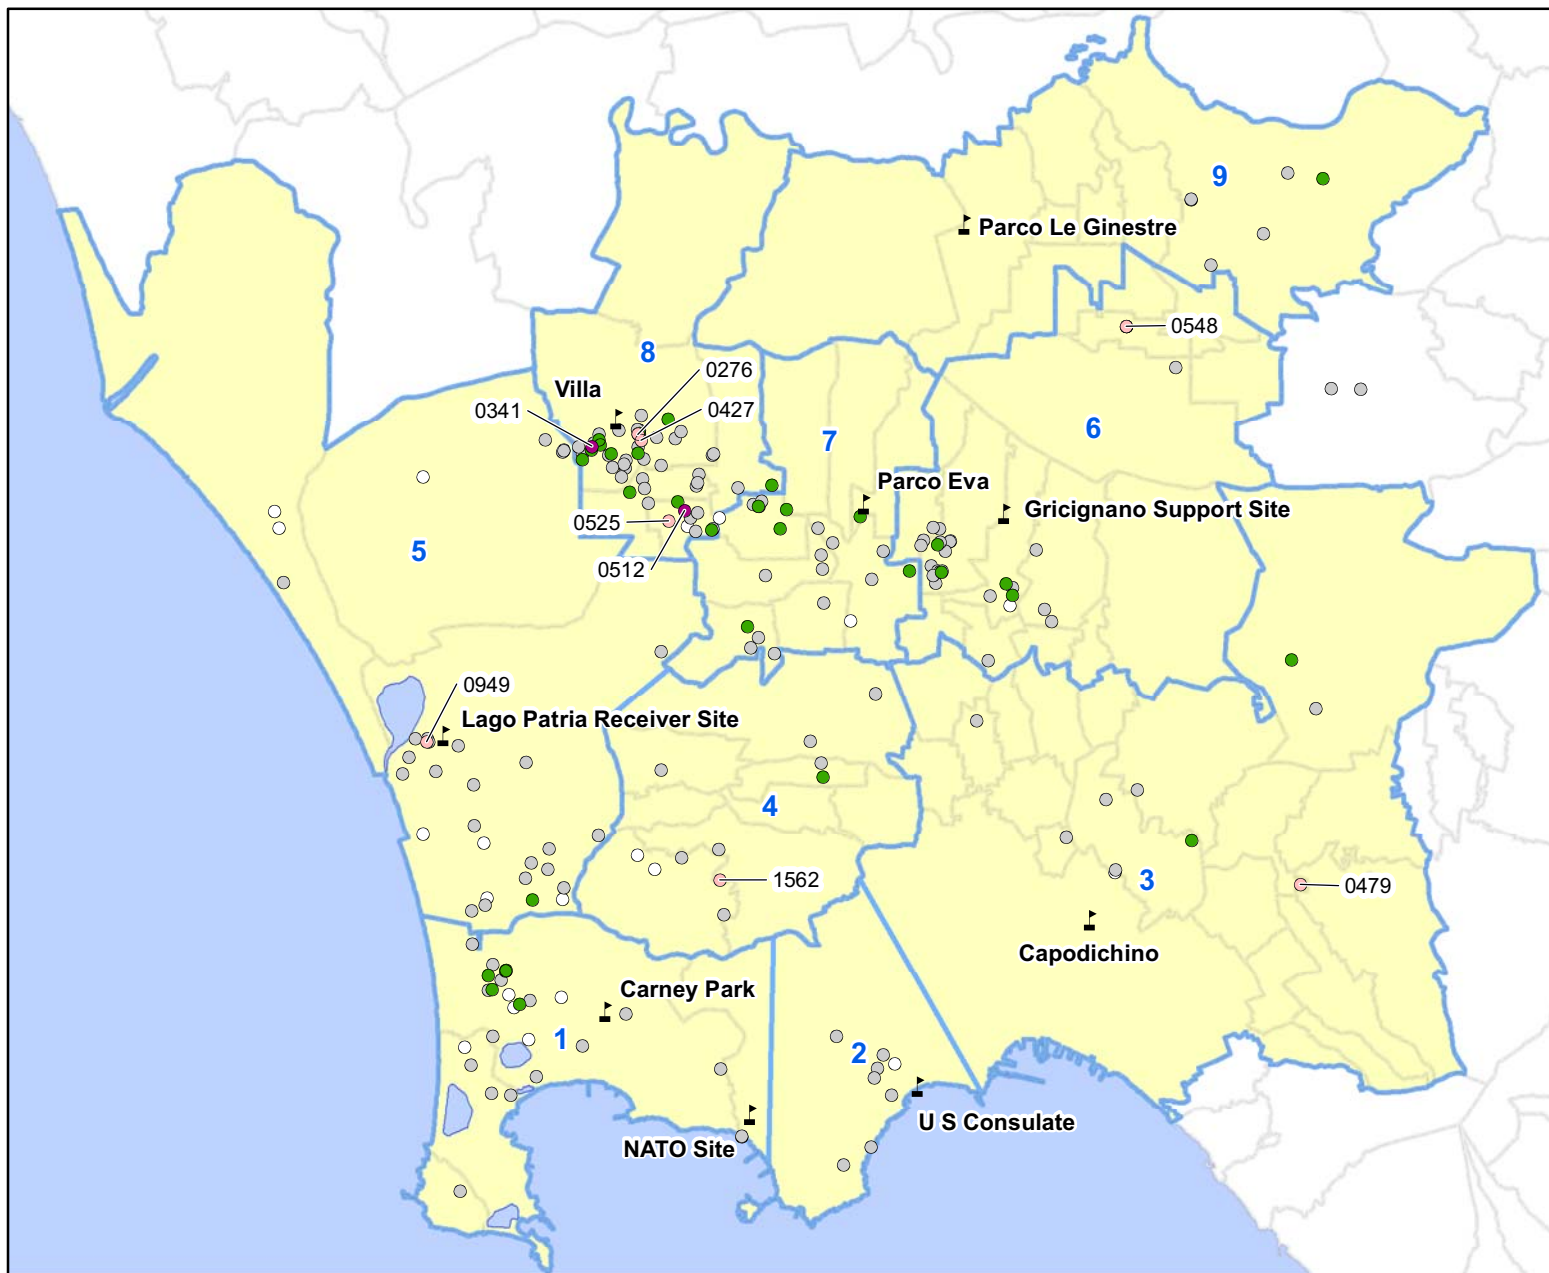 9
Parco Le Ginestre
0548
8
0276
Villa
0341
0427
6
7
Parco Eva
Gricignano Support Site
0525
5
0512
0949
Lago Patria Receiver Site
4
1562
3
0479
Capodichino
Carney Park
1
2
U S Consulate
NATO Site